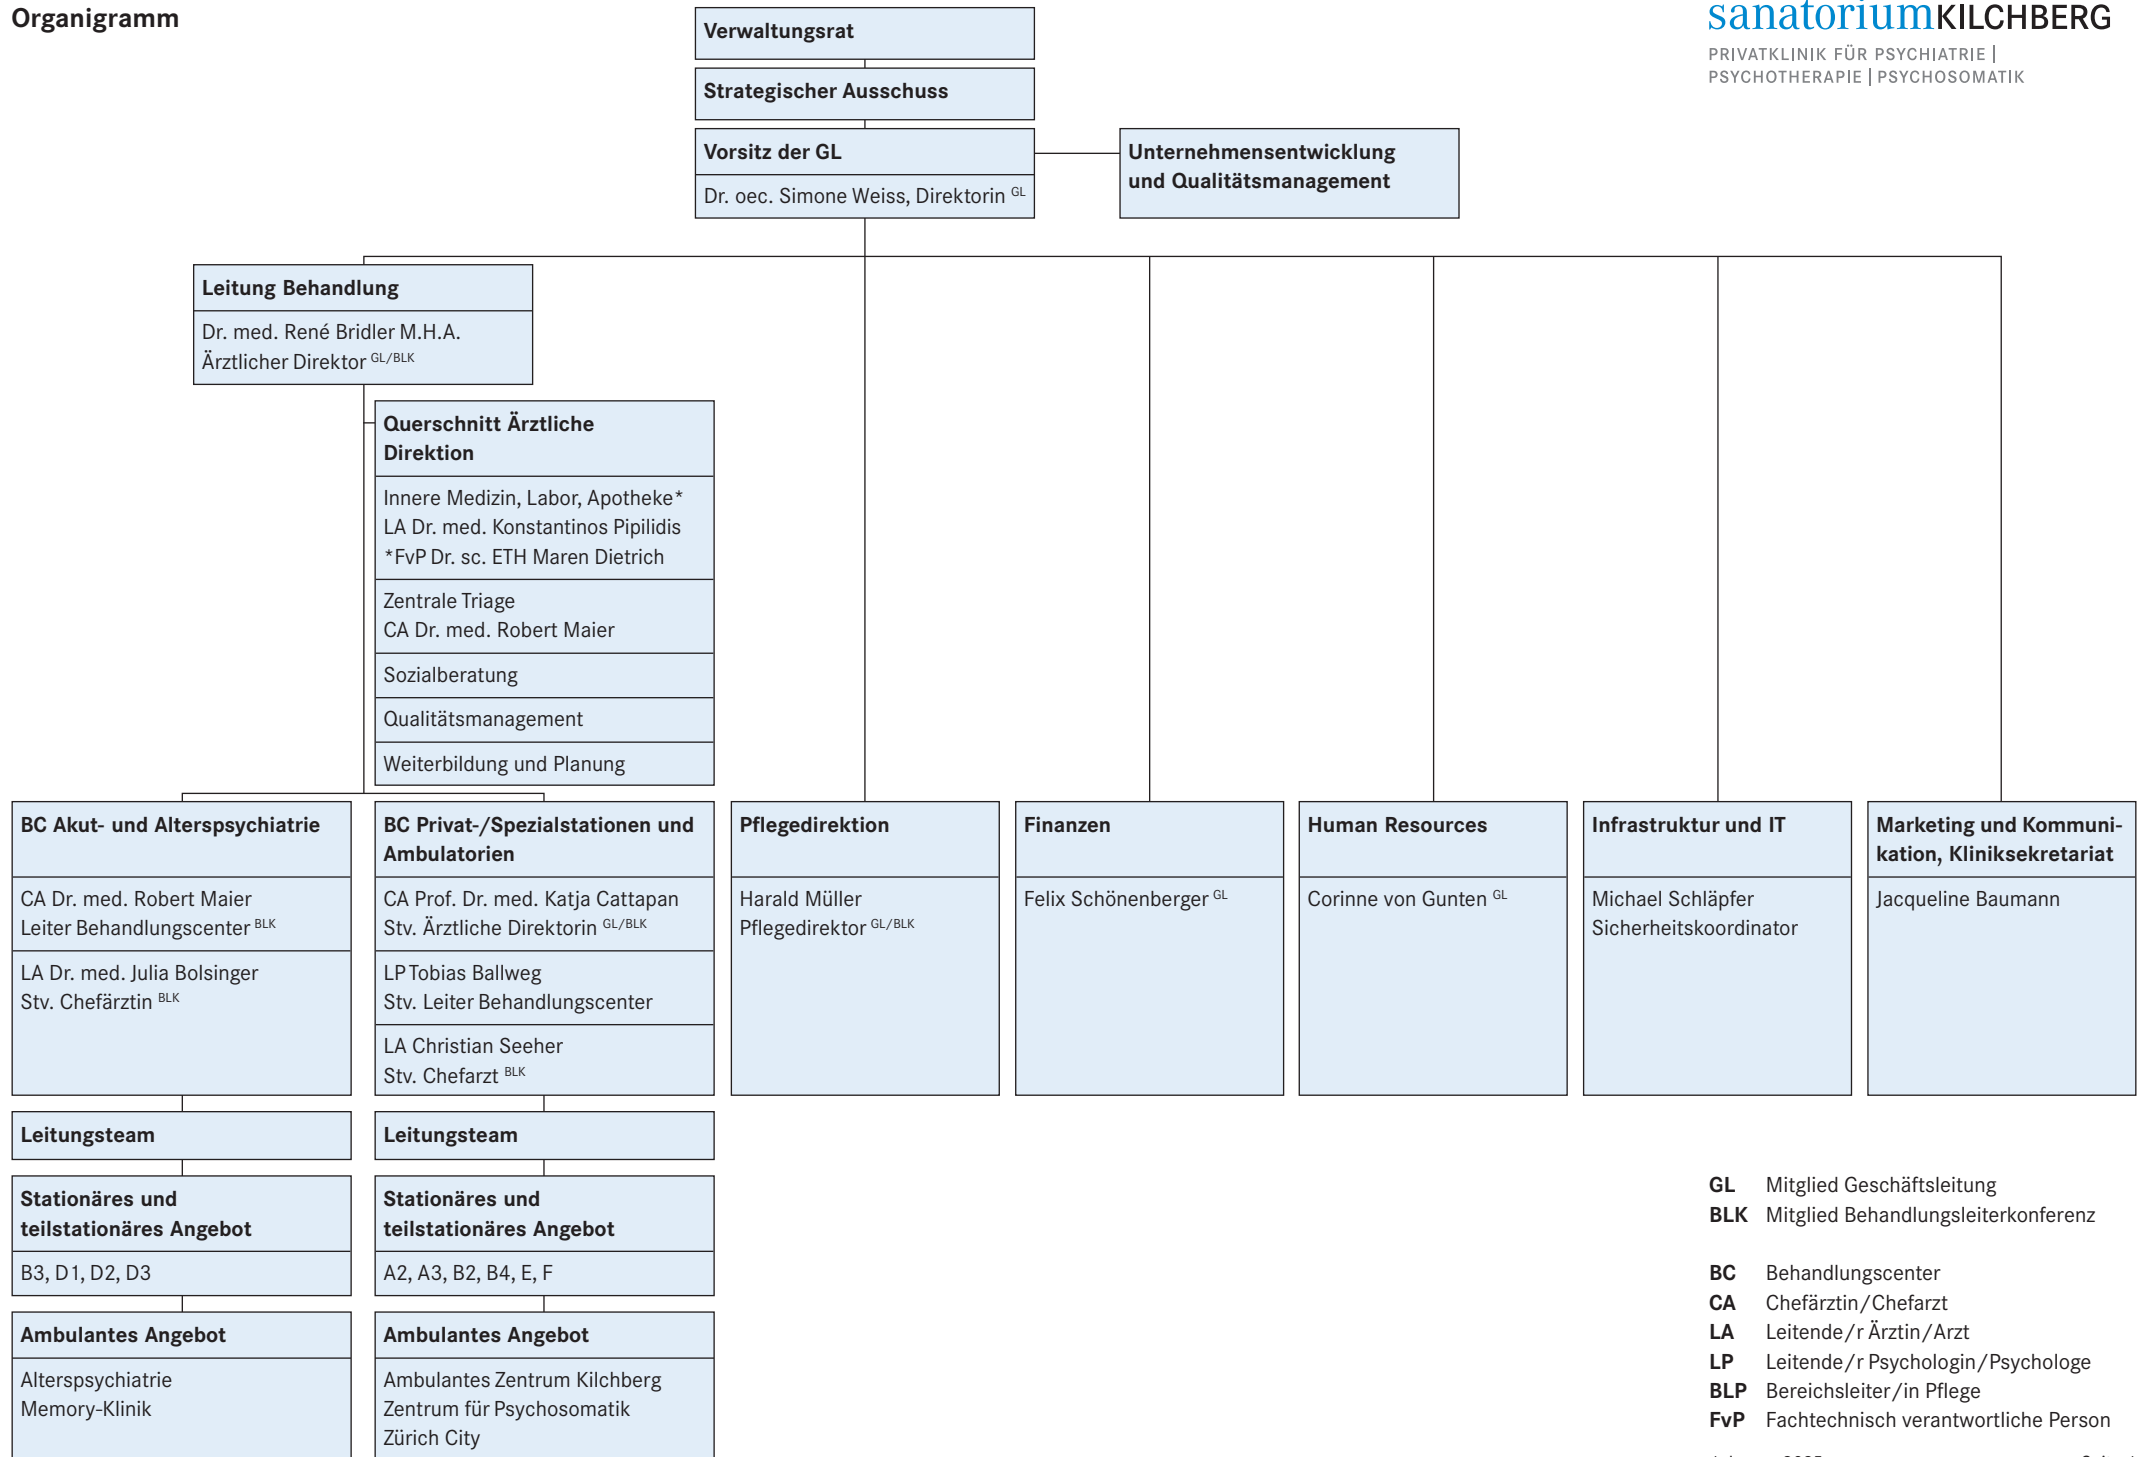 Organigramm
sanatoriumKILCHBERG
PRIVATKLINIK FÜR PSYCHIATRIE |
PSYCHOTHERAPIE | PSYCHOSOMATIK
Verwaltungsrat
Strategischer Ausschuss
Vorsitz der GL
Dr. oec. Simone Weiss, Direktorin GL
Unternehmensentwicklung
und Qualitätsmanagement
Leitung Behandlung
Dr. med. René Bridler M.H.A.
Ärztlicher Direktor GL/BLK
Querschnitt Ärztliche
Direktion
Innere Medizin, Labor, Apotheke*
LA Dr. med. Konstantinos Pipilidis
*FvP Dr. sc. ETH Maren Dietrich
Zentrale Triage
CA Dr. med. Robert Maier
Sozialberatung
Qualitätsmanagement
Weiterbildung und Planung
BC Akut- und Alterspsychiatrie
CA Dr. med. Robert Maier
Leiter Behandlungscenter BLK
LA Dr. med. Julia Bolsinger
Stv. Chefärztin BLK
Leitungsteam
Stationäres und
teilstationäres Angebot
B3, D1, D2, D3
Ambulantes Angebot
Alterspsychiatrie
Memory-Klinik
BC Privat-/Spezialstationen und
Ambulatorien
CA Prof. Dr. med. Katja Cattapan
Stv. Ärztliche Direktorin GL/BLK
LP Tobias Ballweg
Stv. Leiter Behandlungscenter
LA Christian Seeher
Stv. Chefarzt BLK
Leitungsteam
Stationäres und
teilstationäres Angebot
A2, A3, B2, B4, E, F
Ambulantes Angebot
Ambulantes Zentrum Kilchberg
Zentrum für Psychosomatik
Zürich City
Pflegedirektion
Harald Müller
Pflegedirektor GL/BLK
Finanzen
Felix Schönenberger GL
Human Resources
Corinne von Gunten GL
Infrastruktur und IT
Michael Schläpfer
Sicherheitskoordinator
Marketing und Kommuni-
kation, Kliniksekretariat
Jacqueline Baumann
GL Mitglied Geschäftsleitung
BLK Mitglied Behandlungsleiterkonferenz
BC Behandlungscenter
CA Chefärztin/Chefarzt
LA Leitende/r Ärztin/Arzt
LP Leitende/r Psychologin/Psychologe
BLP Bereichsleiter/in Pflege
FvP Fachtechnisch verantwortliche Person